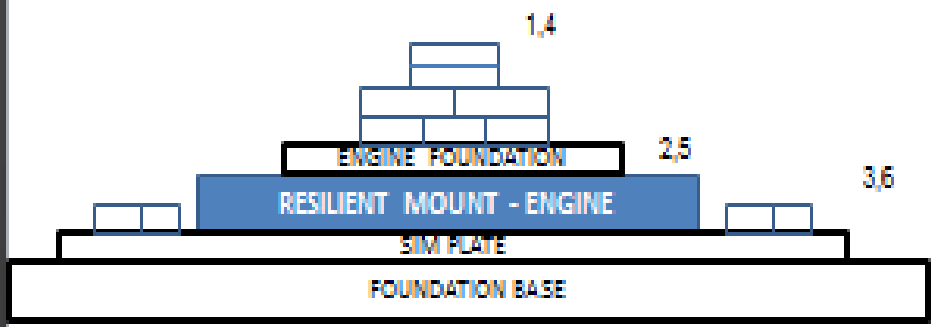 1,4
ENGINE FOUNDATION
2,5
3,6
RESILIENT MOUNT - ENGINE
SIM PLATE
FOUNDATION BASE